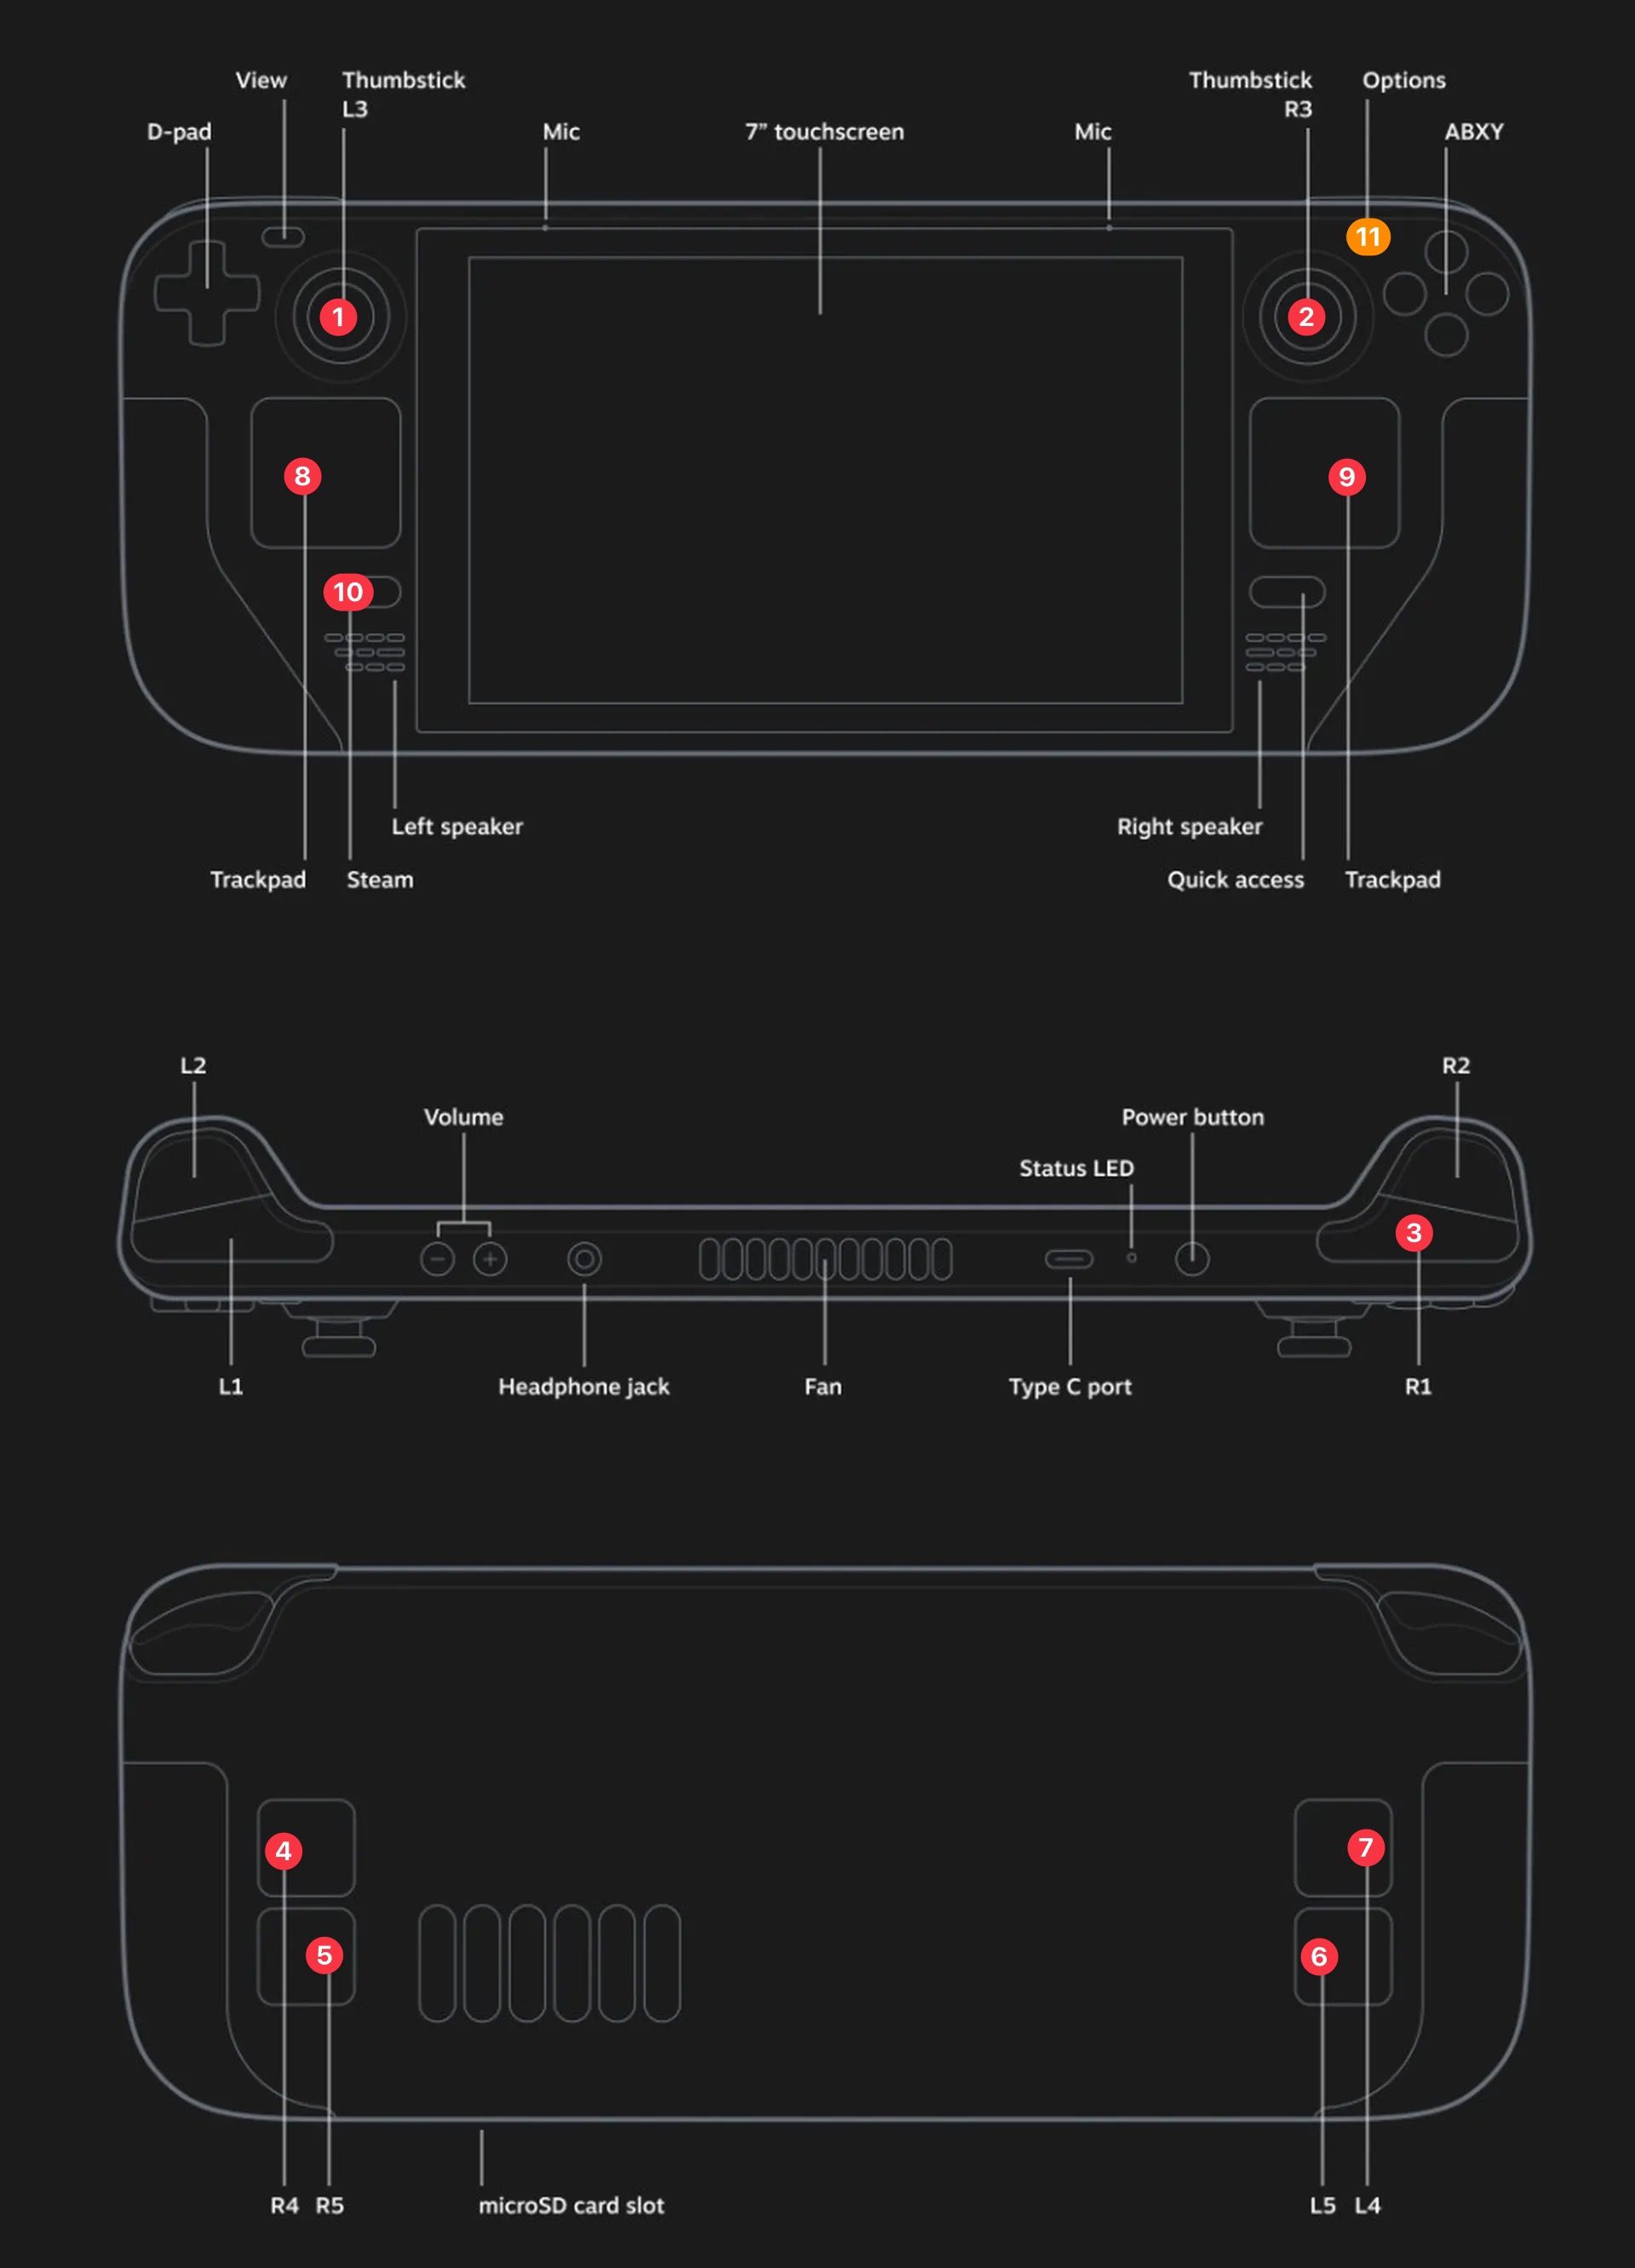 View
Thumbstick
L3
Thumbstick
R3
Options
D-pad
Mic
7” touchscreen
Mic
ABXY
11
1
2
8
9
10
Left speaker
Right speaker
Trackpad
Steam
Quick access
Trackpad
L2
R2
Volume
Power button
Status LED
3
L1
Headphone jack
Fan
Type C port
R1
4
7
5
6
R4
R5
microSD card slot
L5
L4